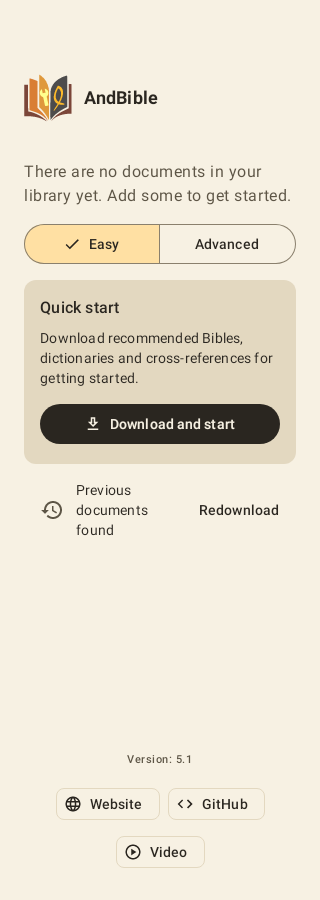 AndBible
There are no documents in your
library yet. Add some to get started.
Easy
Advanced
Quick start
Download recommended Bibles,
dictionaries and cross-references for
getting started.
Download and start
Previous
documents
found
Redownload
Version: 5.1
Website
GitHub
Video